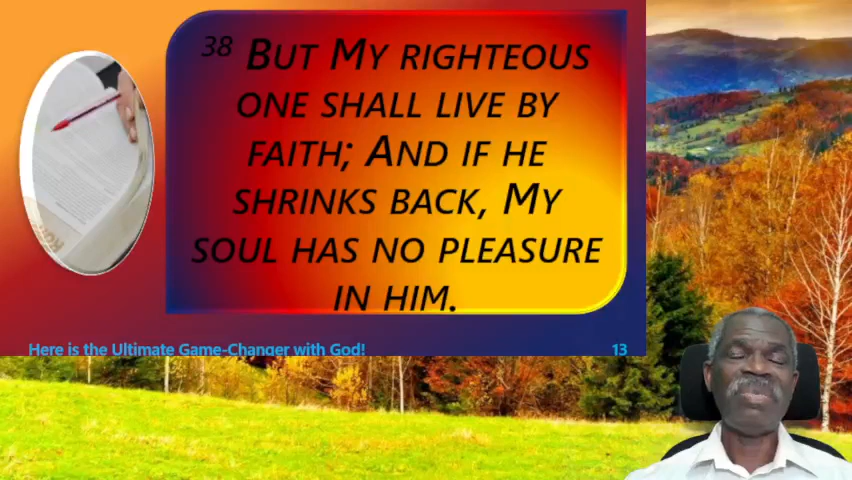 38 BUT MY RIGHTEOUS
ONE SHALL LIVE BY
FAITH; AND IF HE
SHRINKS BACK, MY
SOUL HAS NO PLEASURE
IN HIM.
Here is the Ultimate Game-Changer with God!
13